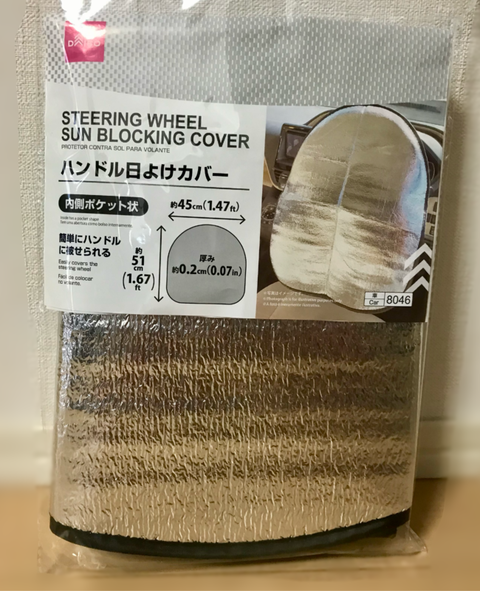 DAISO
STEERING WHEEL
SUN BLOCKING COVER
PROTETOR CONTRA SOL PARA VOLANTE
ハンドル日よけカバー
内側ポケット状
約45cm(1.47ft)
簡単にハンドル
に被せられる
Easily covers the
steering wheel
約
51
cm
(1.67)
ft
厚み
約0.2cm(0.07in)
車
Car
8046